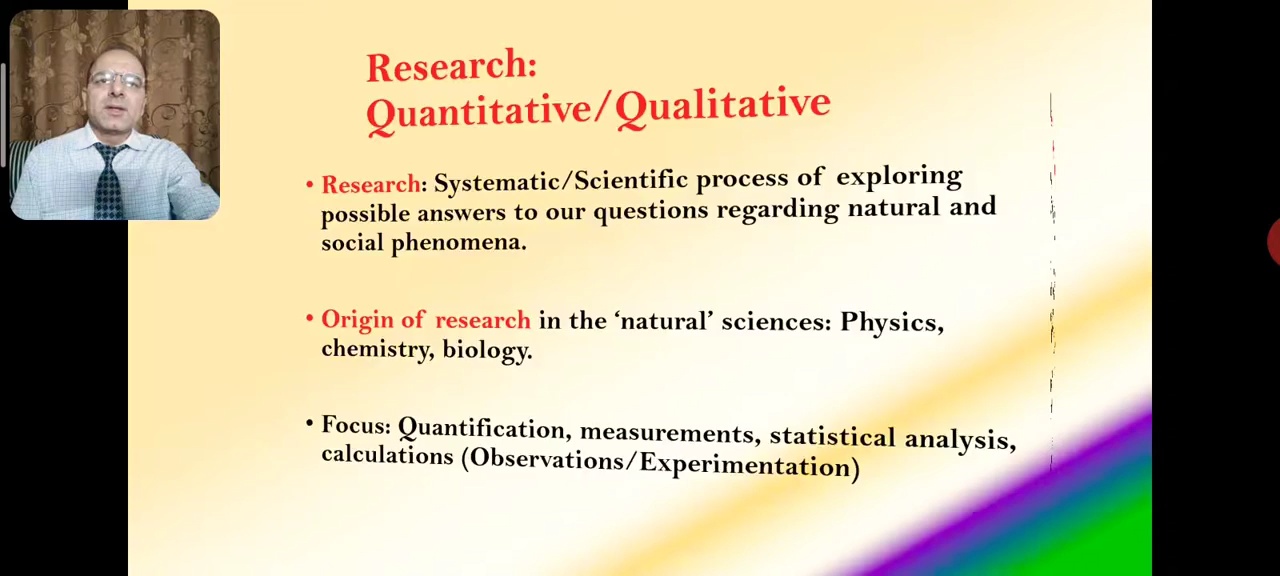 Research:
Quantitative/Qualitative
• Research: Systematic/Scientific process of exploring
possible answers to our questions regarding natural and
social phenomena.
• Origin of research in the ‘natural’ sciences: Physics,
chemistry, biology.
• Focus: Quantification, measurements, statistical analysis,
calculations (Observations/Experimentation)